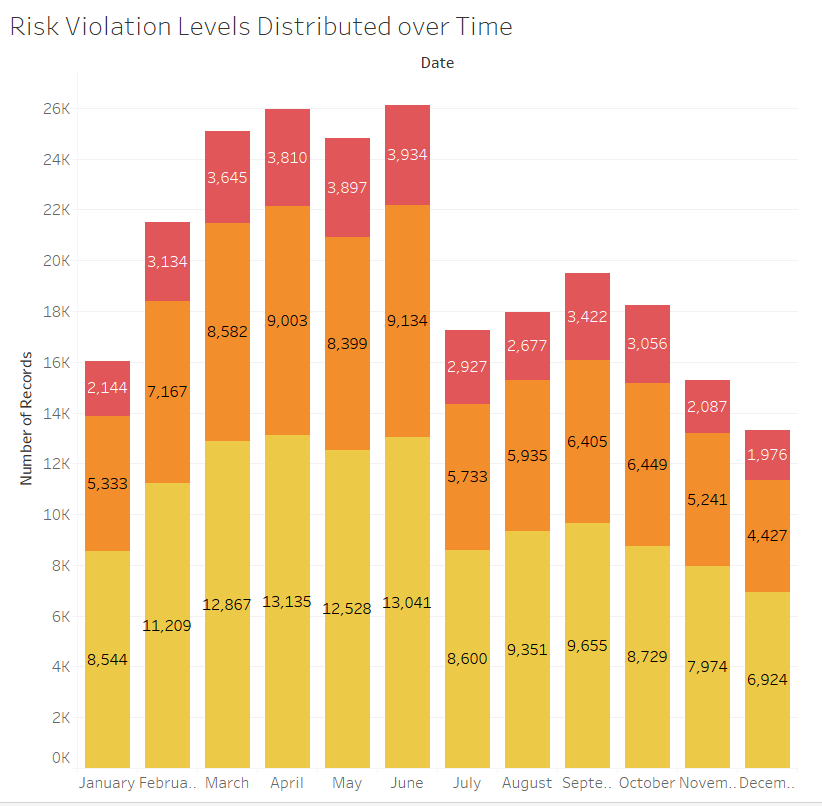 Risk Violation Levels Distributed over Time
Date
Number of Records
26K
24K
22K
20K
18K
16K
14K
12K
10K
8K
6K
4K
2K
0K
2,144
5,333
8,544
3,134
7,167
11,209
3,645
8,582
12,867
3,810
9,003
13,135
3,897
8,399
12,528
3,934
9,134
13,041
2,927
5,733
8,600
2,677
5,935
9,351
3,422
6,405
9,655
3,056
6,449
8,729
2,087
5,241
7,974
1,976
4,427
6,924
January Februa.. March April May June July August Septe.. October Novem.. Decem..